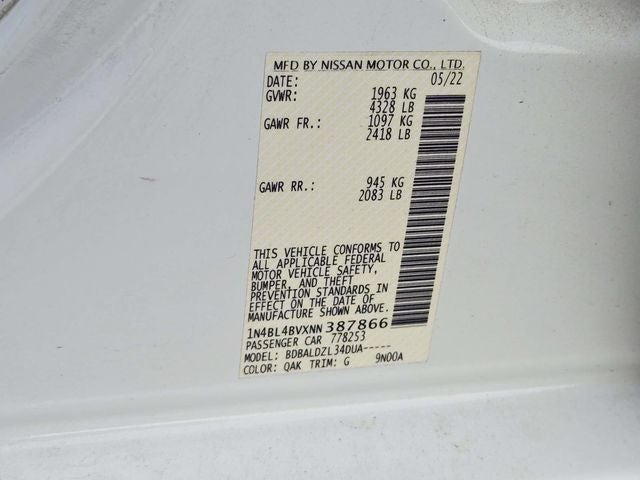 MFD BY NISSAN MOTOR CO., LTD.
DATE: 05/22
GVWR: 1963 KG
4328 LB
GAWR FR.: 1097 KG
2418 LB
GAWR RR.: 945 KG
2083 LB
THIS VEHICLE CONFORMS TO
ALL APPLICABLE FEDERAL
MOTOR VEHICLE SAFETY,
BUMPER, AND THEFT
PREVENTION STANDARDS IN
EFFECT ON THE DATE OF
MANUFACTURE SHOWN ABOVE.
1N4BL4BVXNN387866
PASSENGER CAR 778253
MODEL: BDBALDZL34DUA-----
COLOR: QAK TRIM: G 9N00A